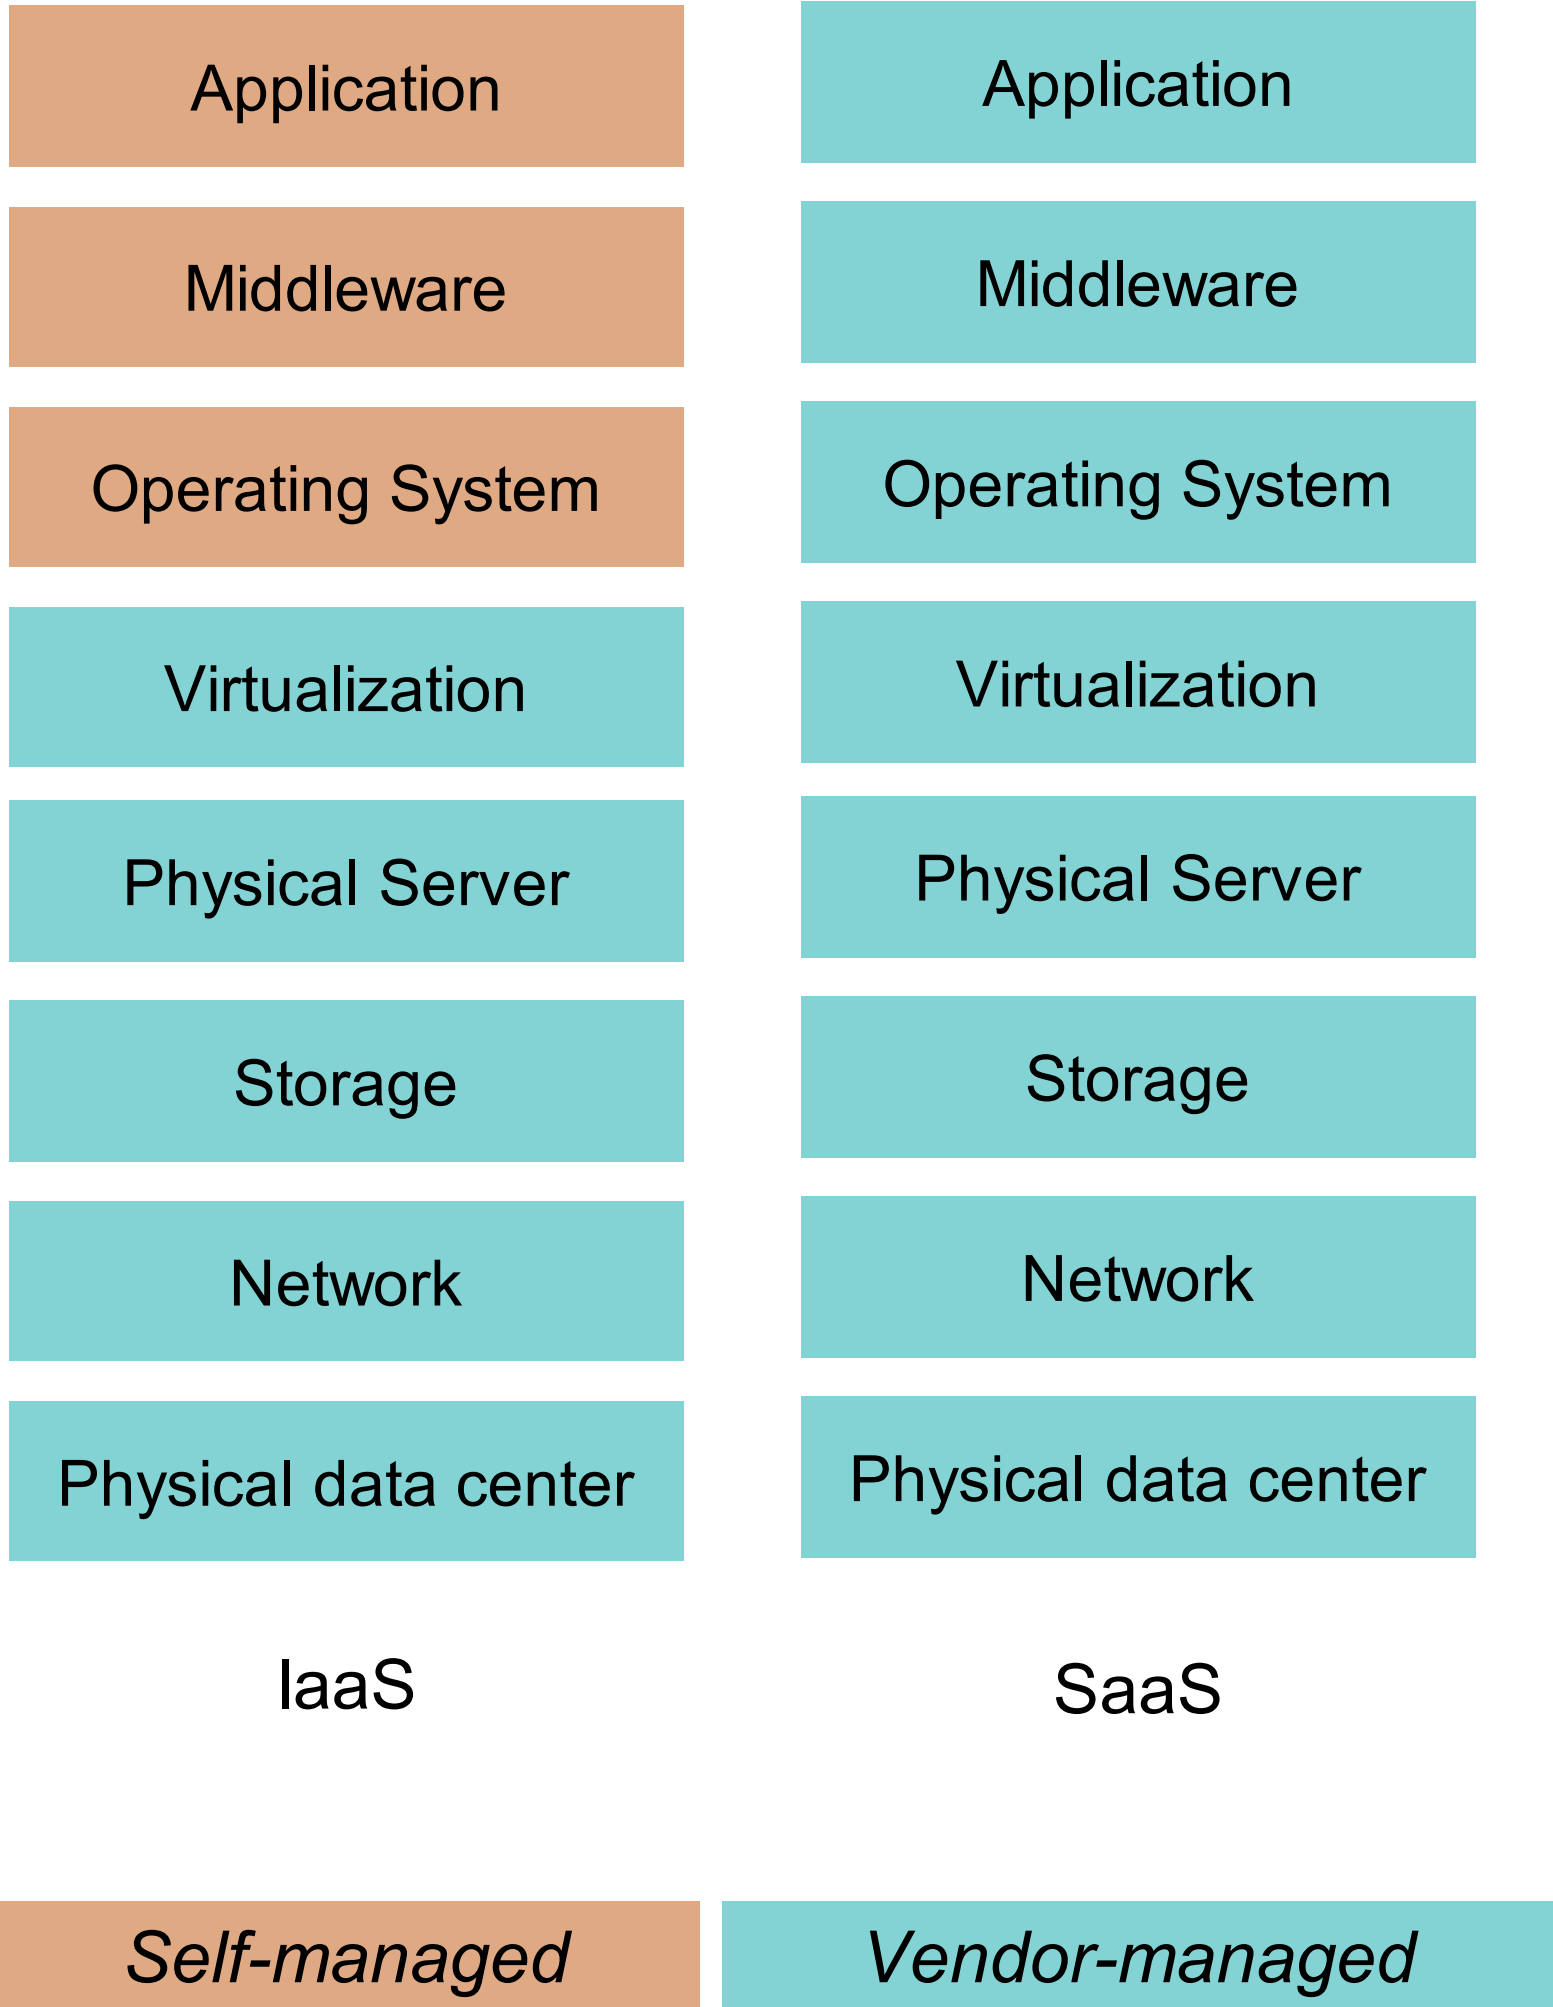 Application
Middleware
Operating System
Virtualization
Physical Server
Storage
Network
Physical data center
IaaS
Application
Middleware
Operating System
Virtualization
Physical Server
Storage
Network
Physical data center
SaaS
Self-managed
Vendor-managed